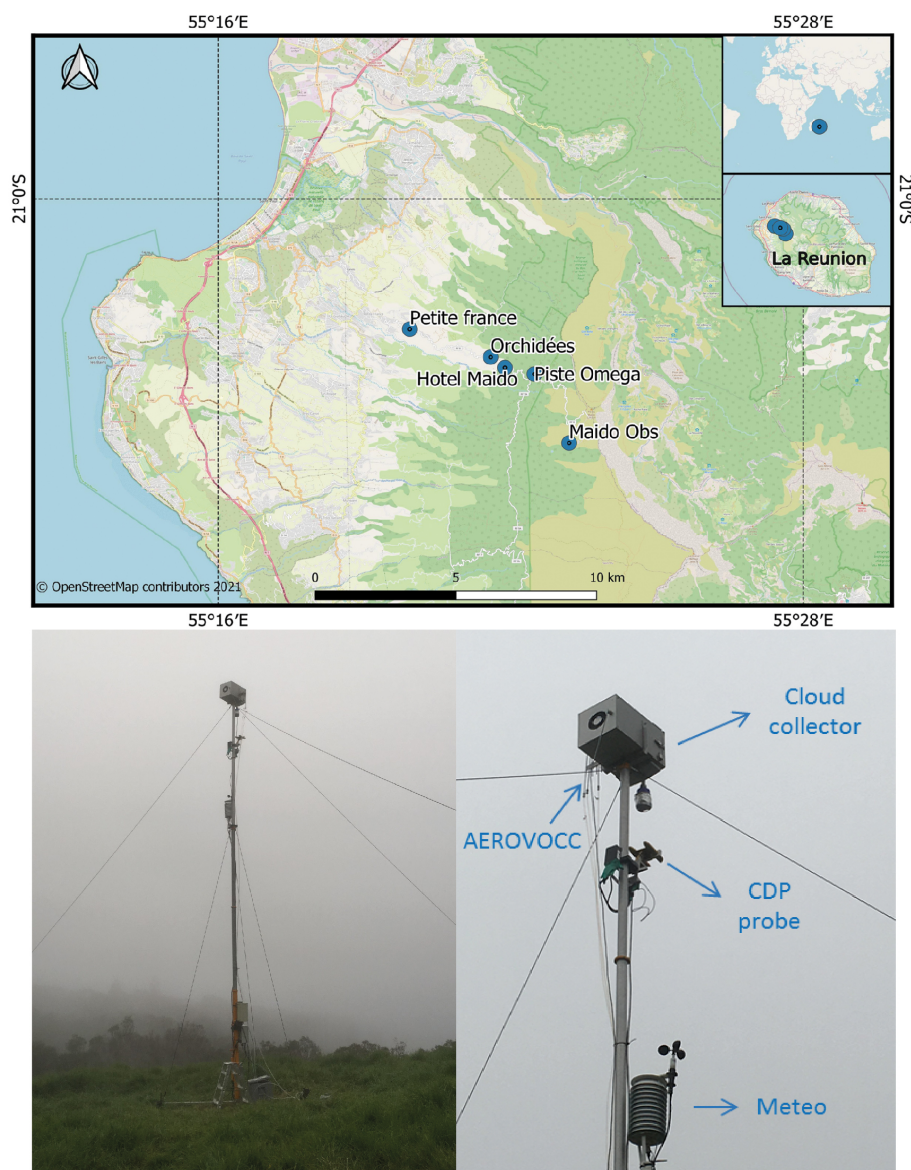 55°16′E
55°28′E
21°0′S
21°0′S
La Reunion
Petite france
Orchidées
Hotel Maido
Piste Omega
Maido Obs
© OpenStreetMap contributors 2021
0
5
10 km
55°16′E
55°28′E
Cloud
collector
AEROVOCC
CDP
probe
Meteo